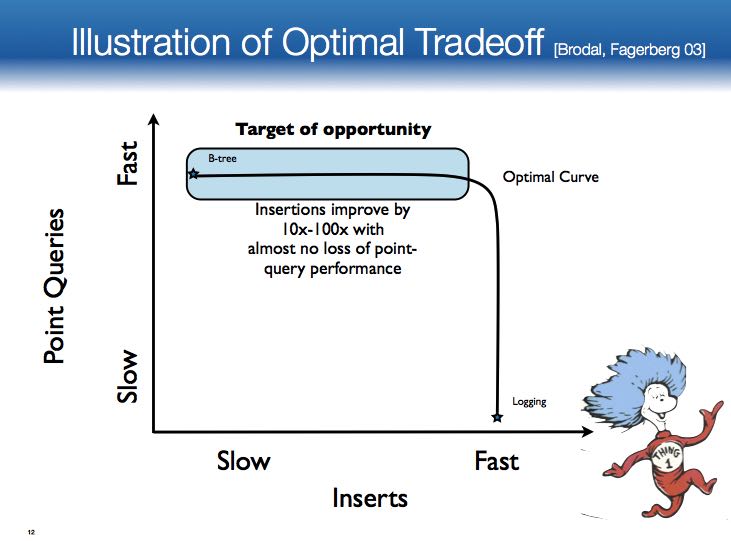 Illustration of Optimal Tradeoff [Brodal, Fagerberg 03]
Target of opportunity
B-tree
Optimal Curve
Insertions improve by
10x-100x with
almost no loss of point-
query performance
Fast
Point Queries
Slow
Logging
Slow
Fast
Inserts
THING
1
12